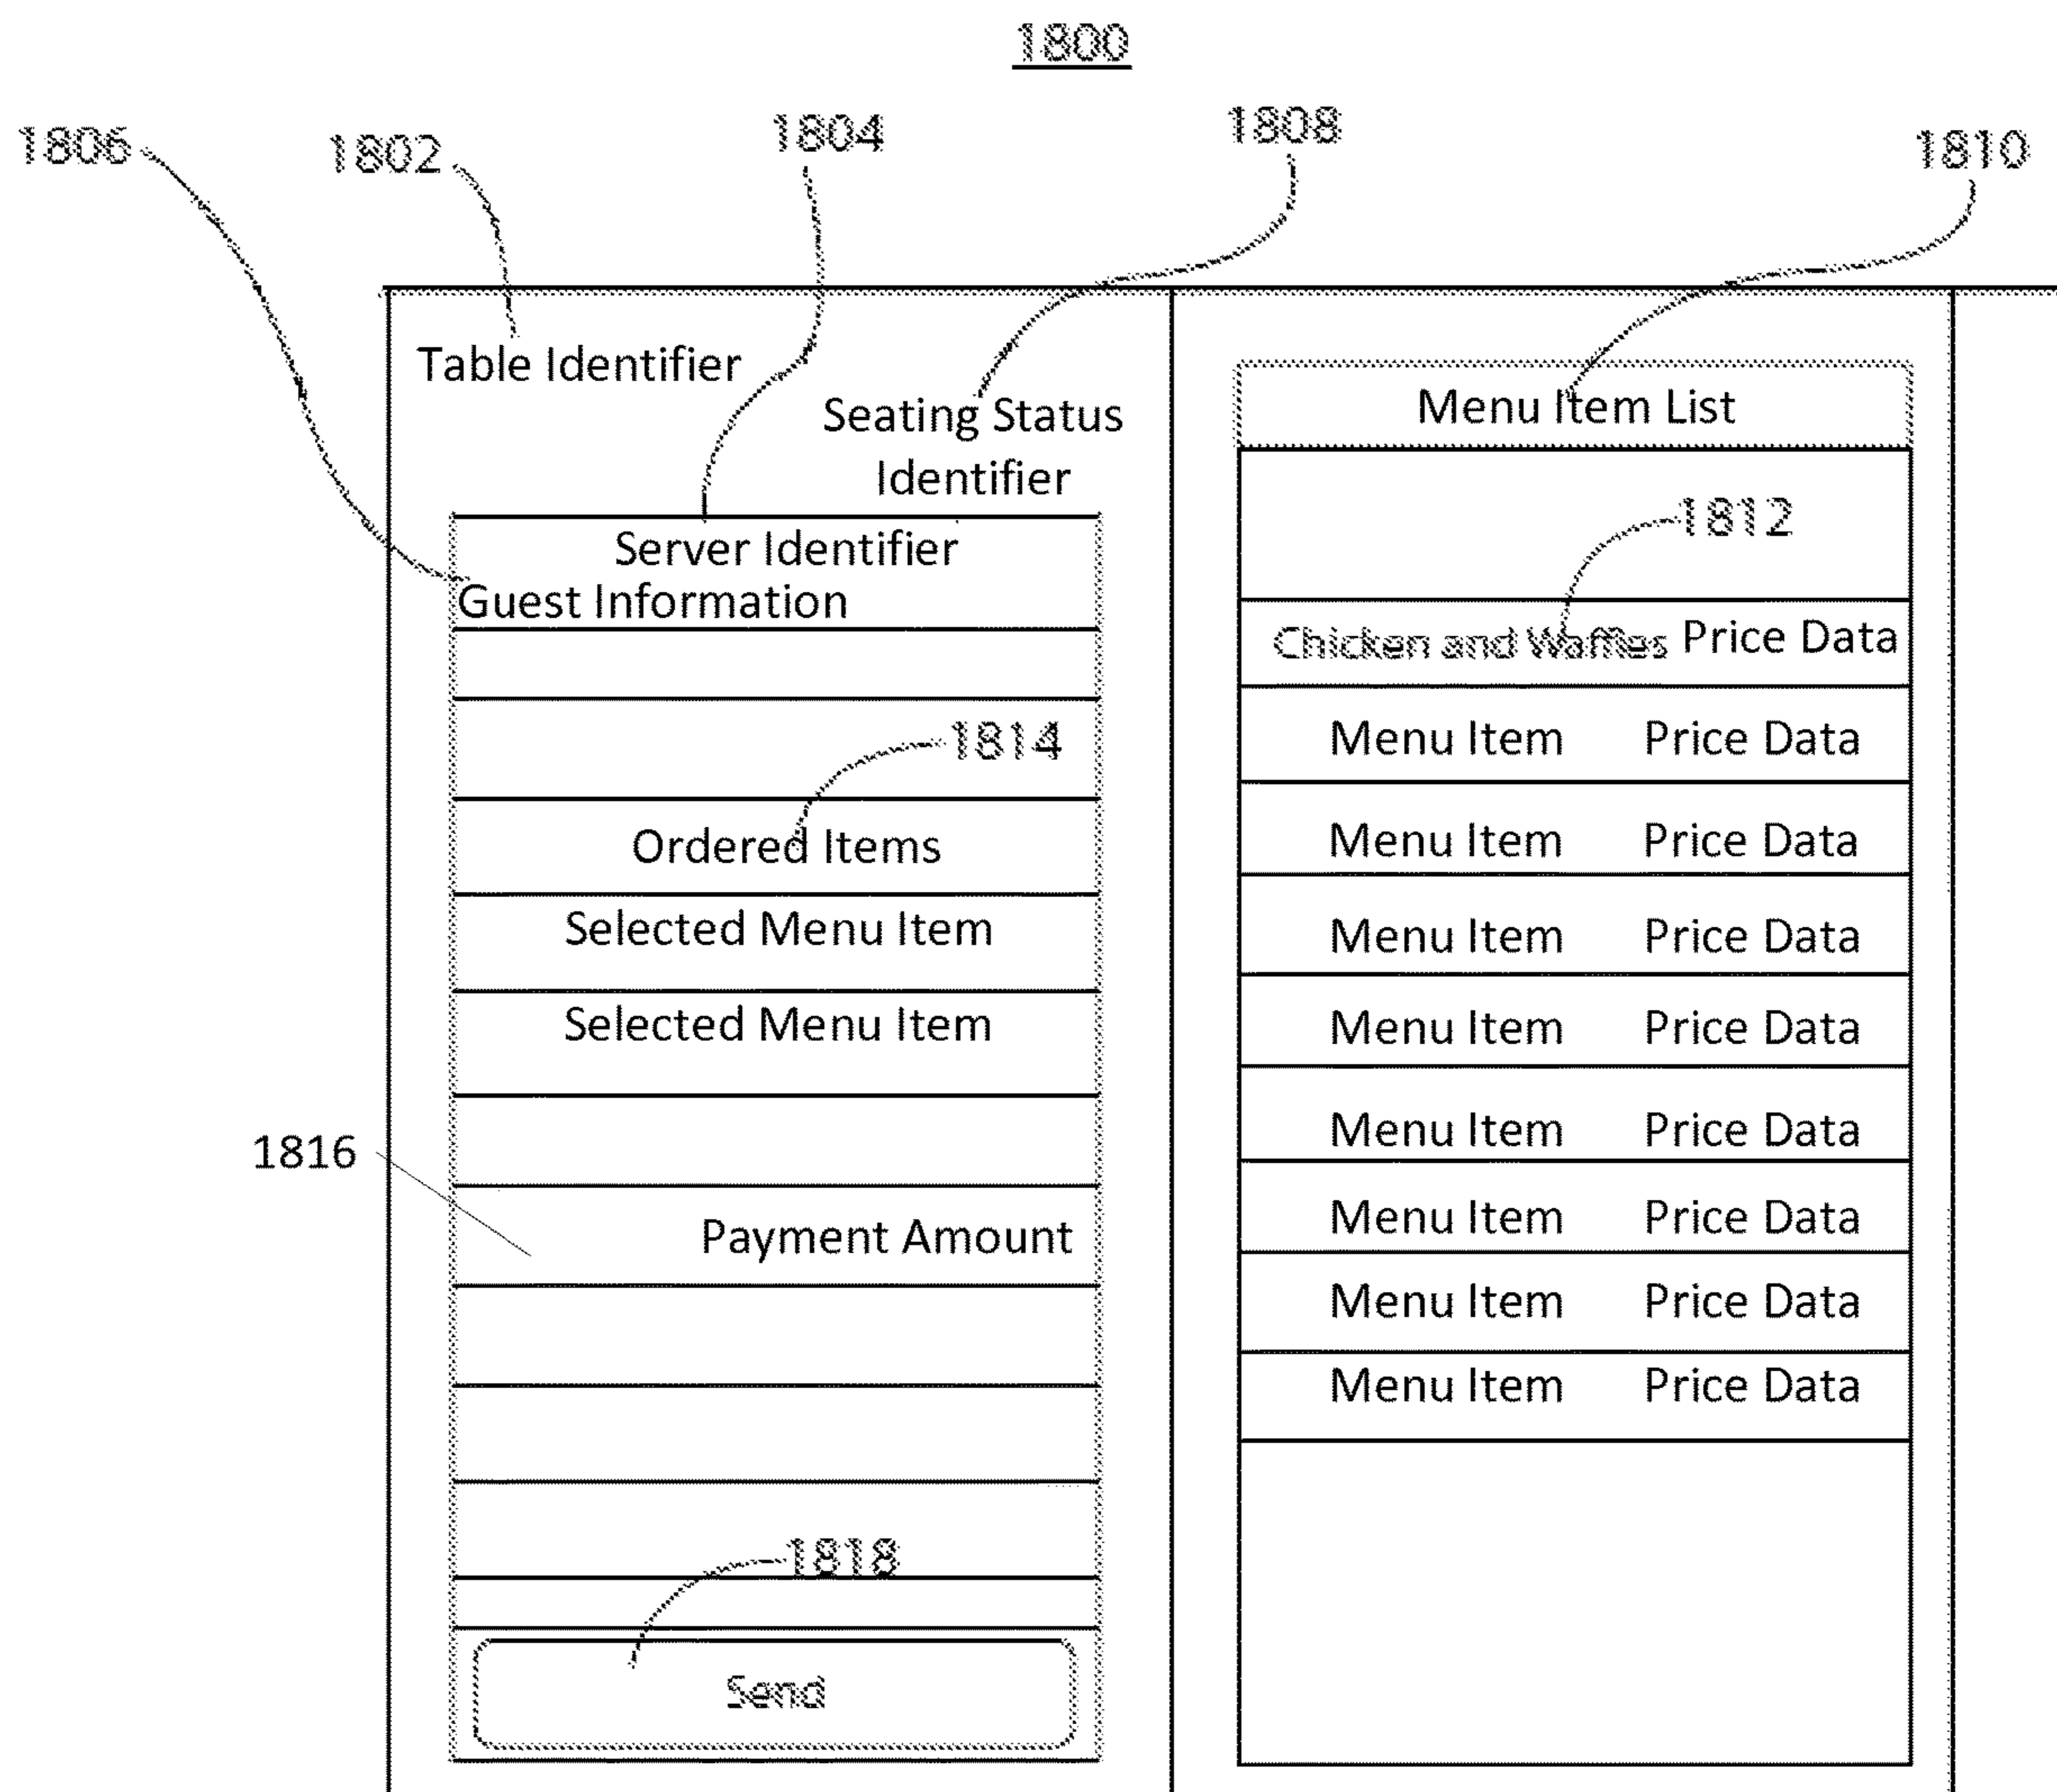 1800
1806
1802
1804
1808
1810
Table Identifier
Seating Status
Identifier
Server Identifier
Guest Information
1814
Ordered Items
Selected Menu Item
Selected Menu Item
1816
Payment Amount
1818
Send
Menu Item List
1812
Chicken and Waffles Price Data
Menu Item Price Data
Menu Item Price Data
Menu Item Price Data
Menu Item Price Data
Menu Item Price Data
Menu Item Price Data
Menu Item Price Data
Menu Item Price Data